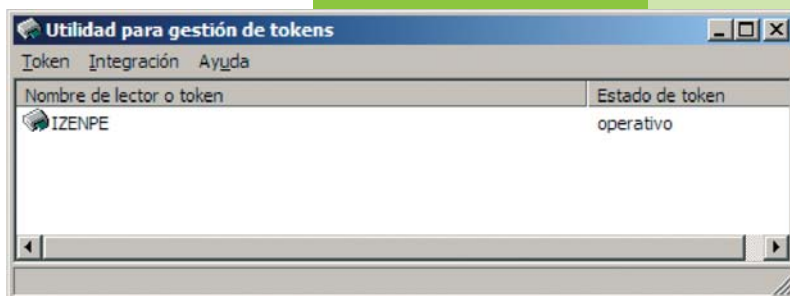 Utilidad para gestión de tokens
Token Integración Ayuda
Nombre de lector o token Estado de token
IZENPE operativo